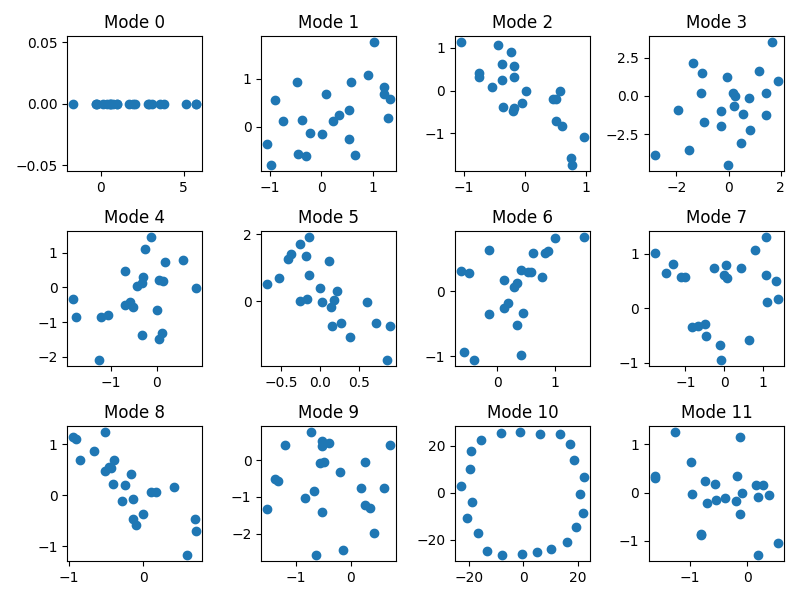 Mode 0 Mode 1 Mode 2 Mode 3
0.05 0.00 −0.05 0 5
1 0 −1 0 1
1 0 −1 −1 0 1
2.5 0.0 −2.5 −2 0 2
Mode 4 Mode 5 Mode 6 Mode 7
1 0 −1 −2 −1 0
2 0 −0.5 0.0 0.5
0 −1 0 1
1 0 −1 −1 0 1
Mode 8 Mode 9 Mode 10 Mode 11
1 0 −1 −1 0
0 −1 −2 −1 0
20 0 −20 −20 0 20
1 0 −1 −1 0